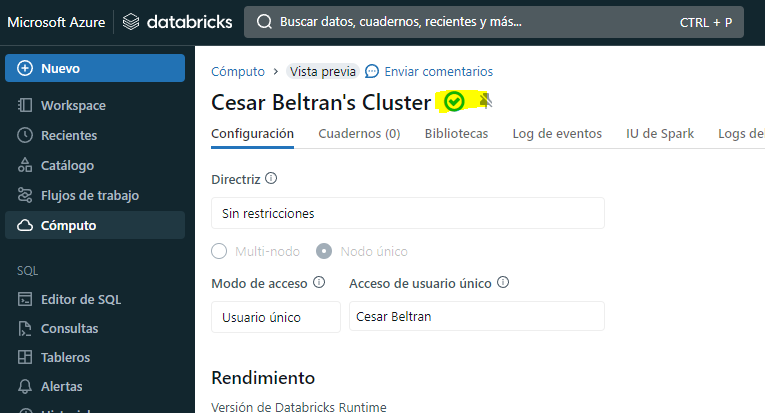 Microsoft Azure databricks Buscar datos, cuadernos, recientes y más... CTRL + P
Nuevo
Workspace
Recientes
Catálogo
Flujos de trabajo
Cómputo
SQL
Editor de SQL
Consultas
Tableros
Alertas
Cómputo > Vista previa Enviar comentarios
Cesar Beltran's Cluster
Configuración Cuadernos (0) Bibliotecas Log de eventos IU de Spark Logs del
Directriz
Sin restricciones
Multi-nodo Nodo único
Modo de acceso Acceso de usuario único
Usuario único Cesar Beltran
Rendimiento
Versión de Databricks Runtime